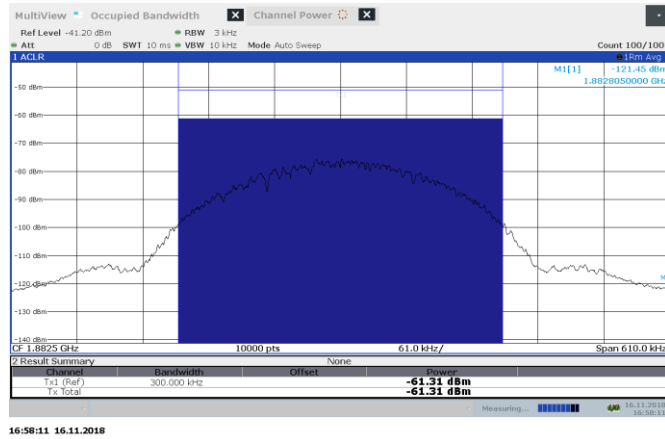 MultiView Occupied Bandwidth X Channel Power X
Ref Level -41.20 dBm RBW 3 kHz
Att 0 dB SWT 10 ms VBW 10 kHz Mode Auto Sweep Count 100/100
1 ACLR 1Rm Avg
M1[1] -121.45 dBm
1.8828050000 GHz
-50 dBm
-60 dBm
-70 dBm
-80 dBm
-90 dBm
-100 dBm
-110 dBm
-120 dBm
-130 dBm
-140 dBm
CF 1.8825 GHz 10000 pts 61.0 kHz/ Span 610.0 kHz
2 Result Summary None
Channel Bandwidth Offset Power
Tx1 (Ref) 300.000 kHz -61.31 dBm
Tx Total -61.31 dBm
Measuring... 16.11.2018
16:58:11
16:58:11 16.11.2018